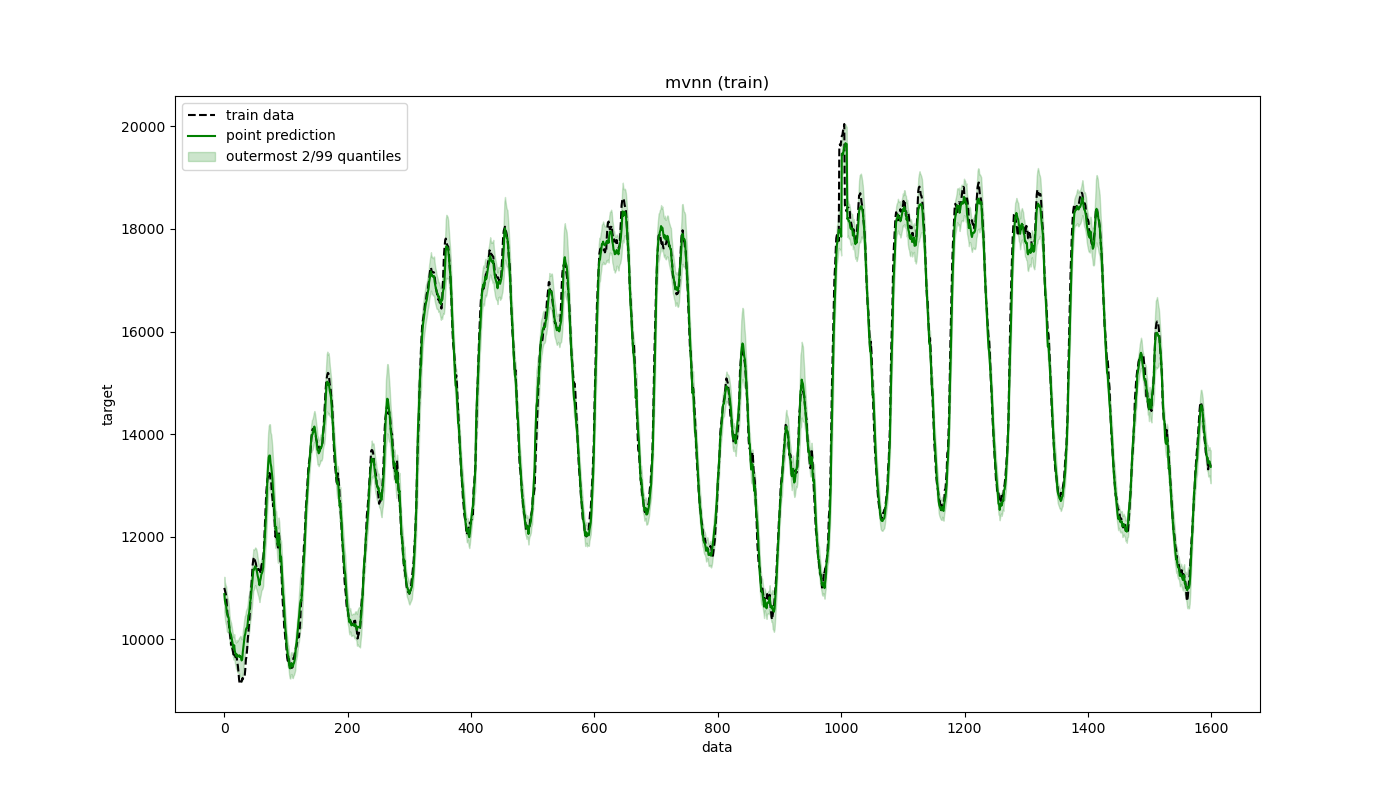 mvnn (train)
train data
point prediction
outermost 2/99 quantiles
20000
18000
16000
14000
12000
10000
target
0 200 400 600 800 1000 1200 1400 1600
data